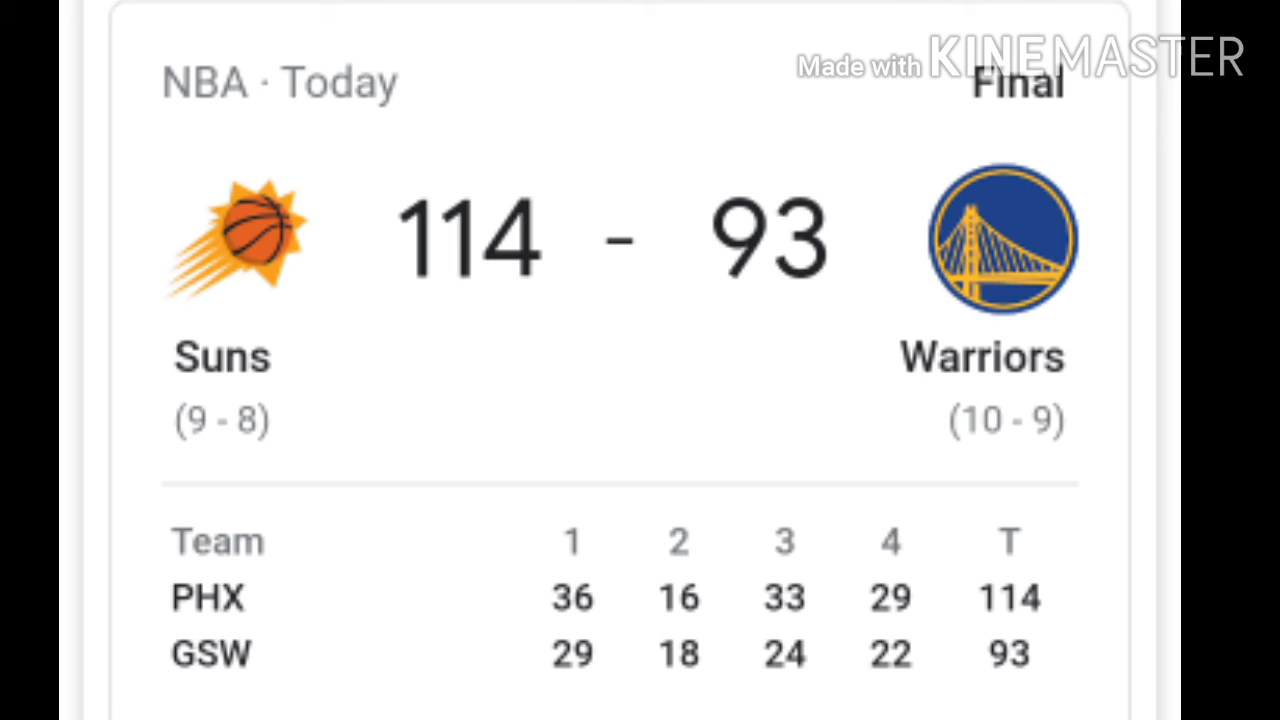 Made with KINEMASTER
NBA · Today Final
114 - 93
Suns Warriors
(9 - 8) (10 - 9)
Team 1 2 3 4 T
PHX 36 16 33 29 114
GSW 29 18 24 22 93